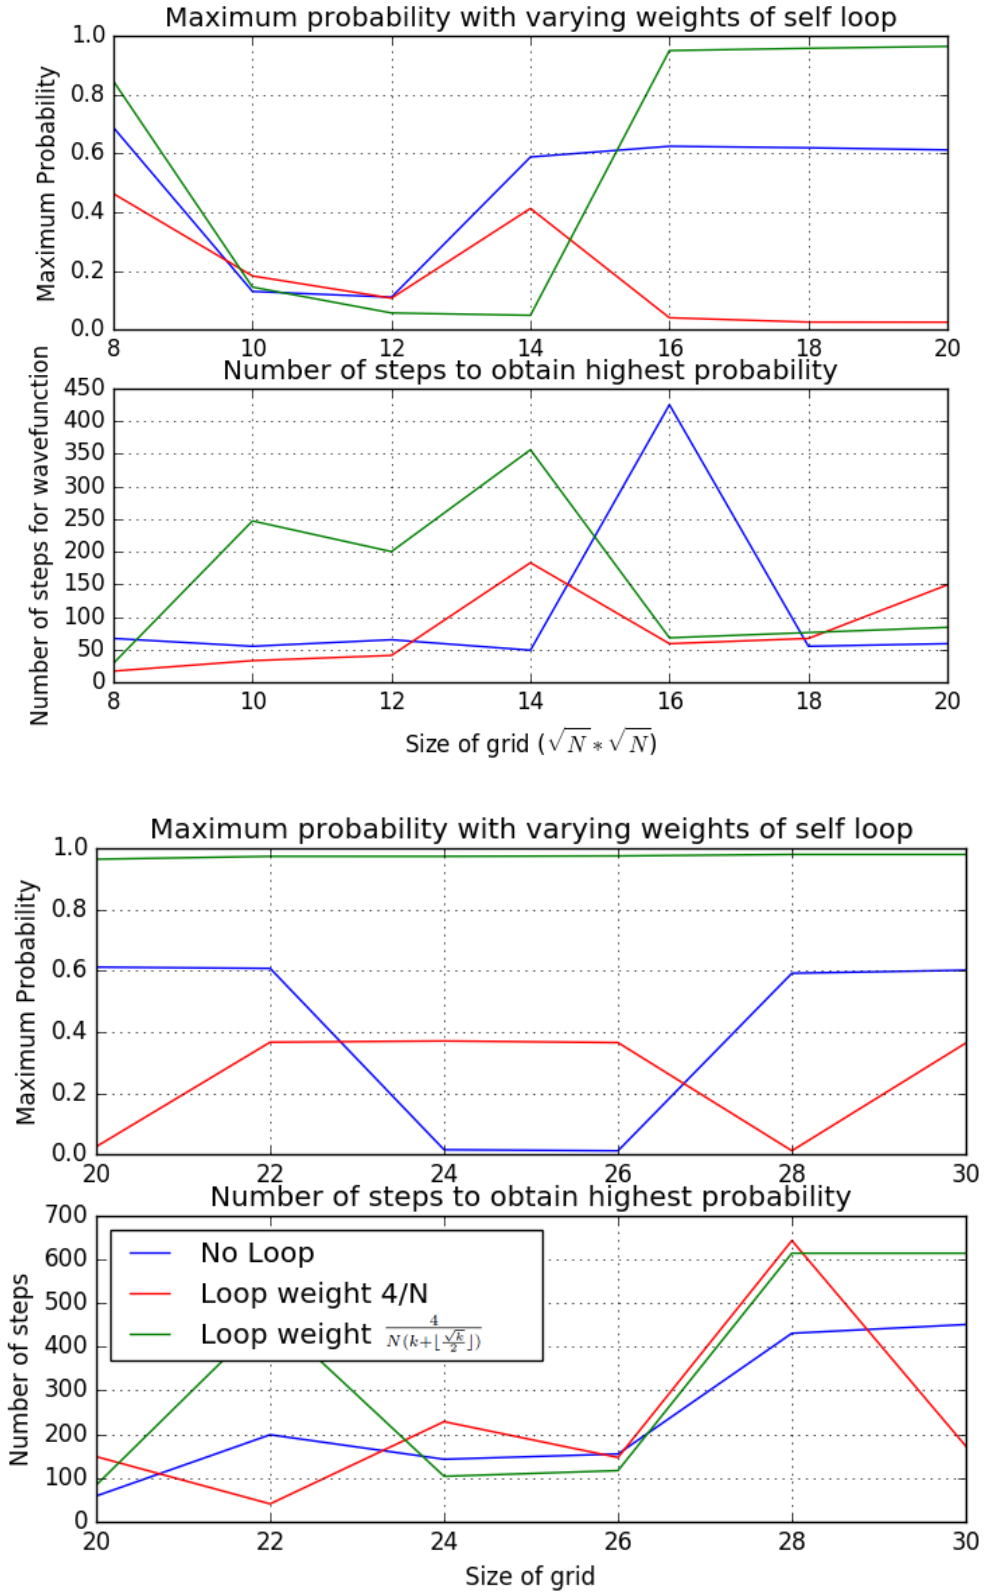 Maximum probability with varying weights of self loop
Maximum Probability
1.0
0.8
0.6
0.4
0.2
0.0
8 10 12 14 16 18 20
Number of steps to obtain highest probability
Number of steps for wavefunction
450
400
350
300
250
200
150
100
50
0
8 10 12 14 16 18 20
Size of grid (√N * √N)
Maximum probability with varying weights of self loop
Maximum Probability
1.0
0.8
0.6
0.4
0.2
0.0
20 22 24 26 28 30
Number of steps to obtain highest probability
Number of steps
700
600
500
400
300
200
100
0
No Loop
Loop weight 4/N
Loop weight 4/(N(k+⌊√k/2⌋))
20 22 24 26 28 30
Size of grid